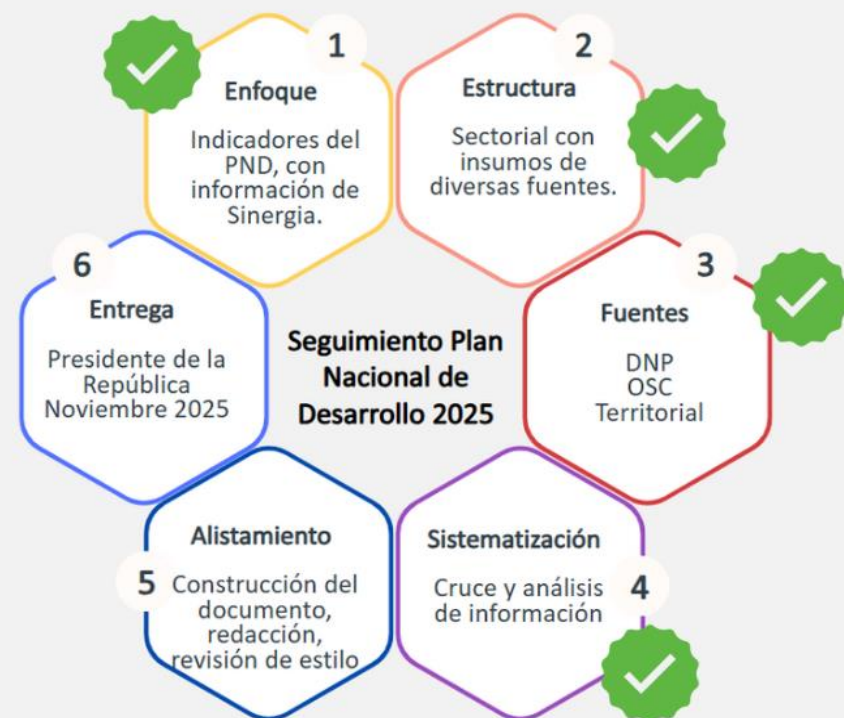 1
Enfoque
Indicadores del
PND, con
información de
Sinergia.
2
Estructura
Sectorial con
insumos de
diversas fuentes.
3
Fuentes
DNP
OSC
Territorial
Sistematización
Cruce y análisis
de información
4
Alistamiento
5
Construcción del
documento,
redacción,
revisión de estilo
6
Entrega
Presidente de la
República
Noviembre 2025
Seguimiento Plan
Nacional de
Desarrollo 2025